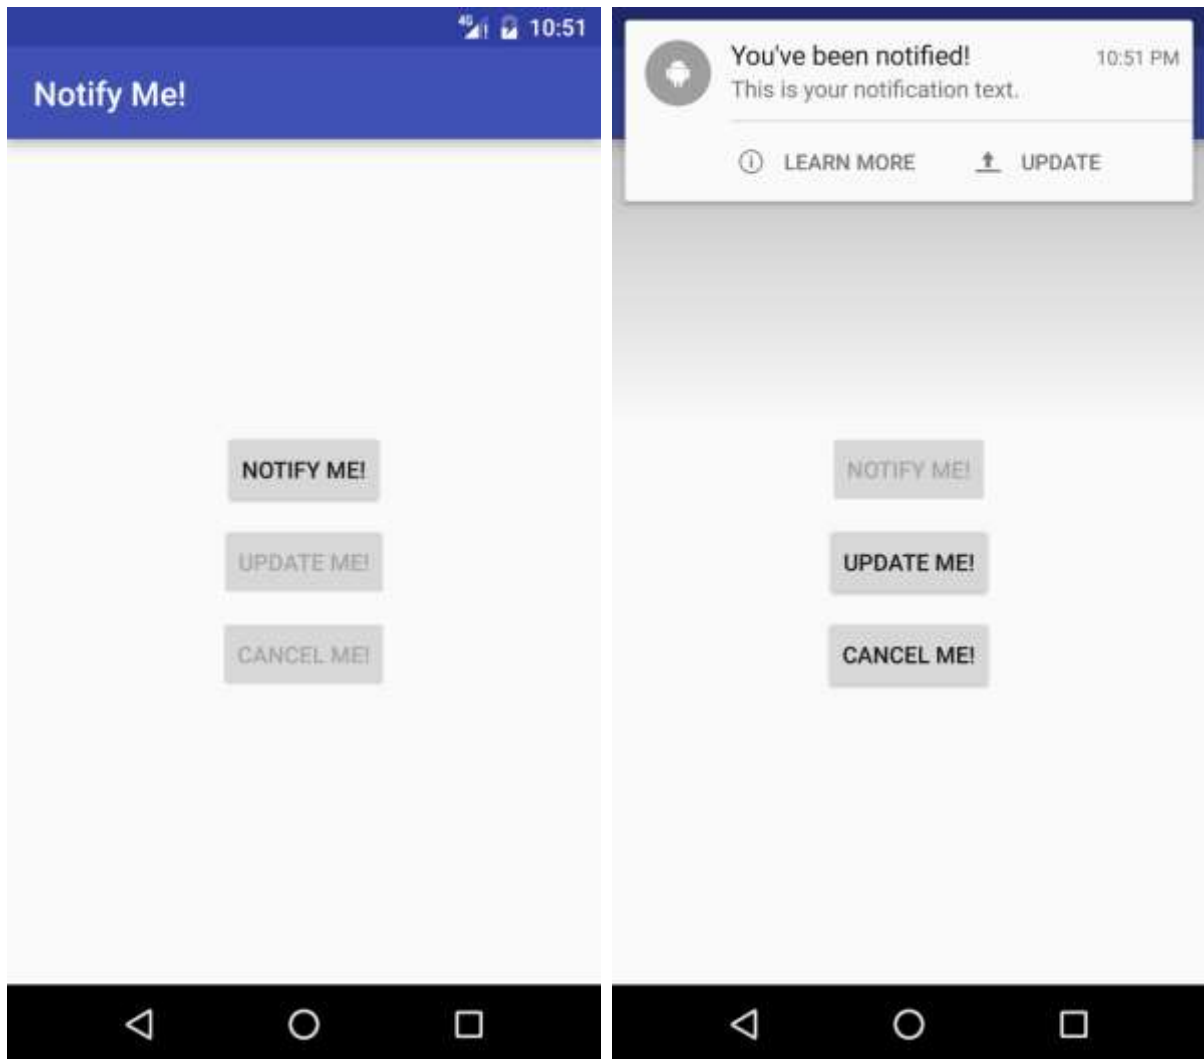 4G 10:51
Notify Me!
NOTIFY ME!
UPDATE ME!
CANCEL ME!
You've been notified! 10:51 PM
This is your notification text.
LEARN MORE UPDATE
NOTIFY ME!
UPDATE ME!
CANCEL ME!